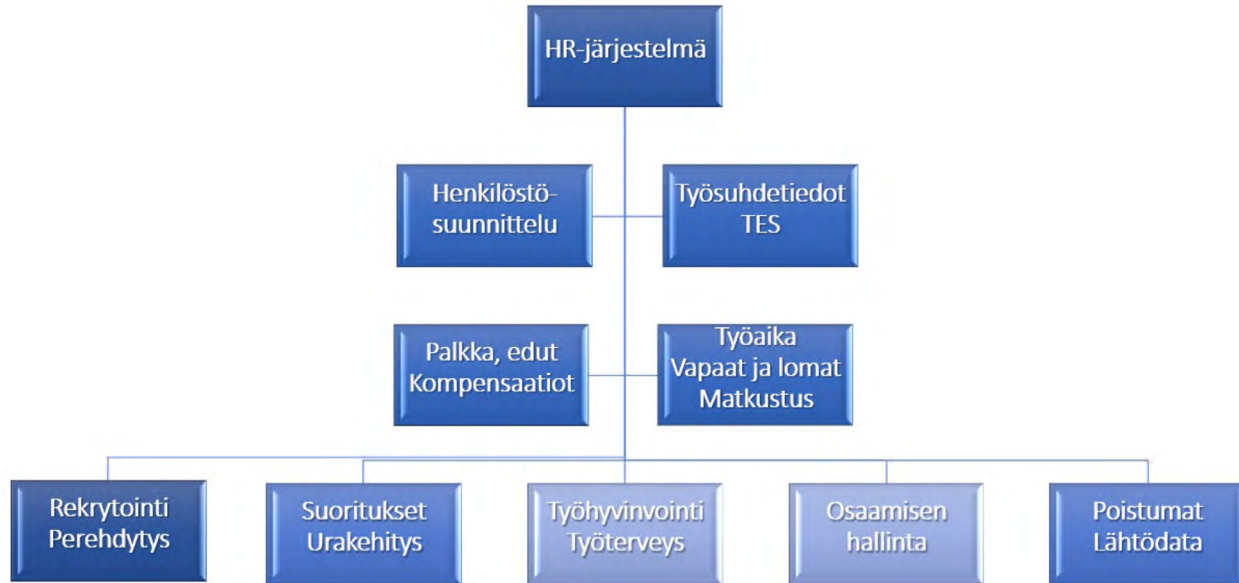 HR-järjestelmä
Henkilöstö-
suunnittelu
Työsuhdetiedot
TES
Palkka, edut
Kompensaatiot
Työaika
Vapaat ja lomat
Matkustus
Rekrytointi
Perehdytys
Suoritukset
Urakehitys
Työhyvinvointi
Työterveys
Osaamisen
hallinta
Poistumat
Lähtödata